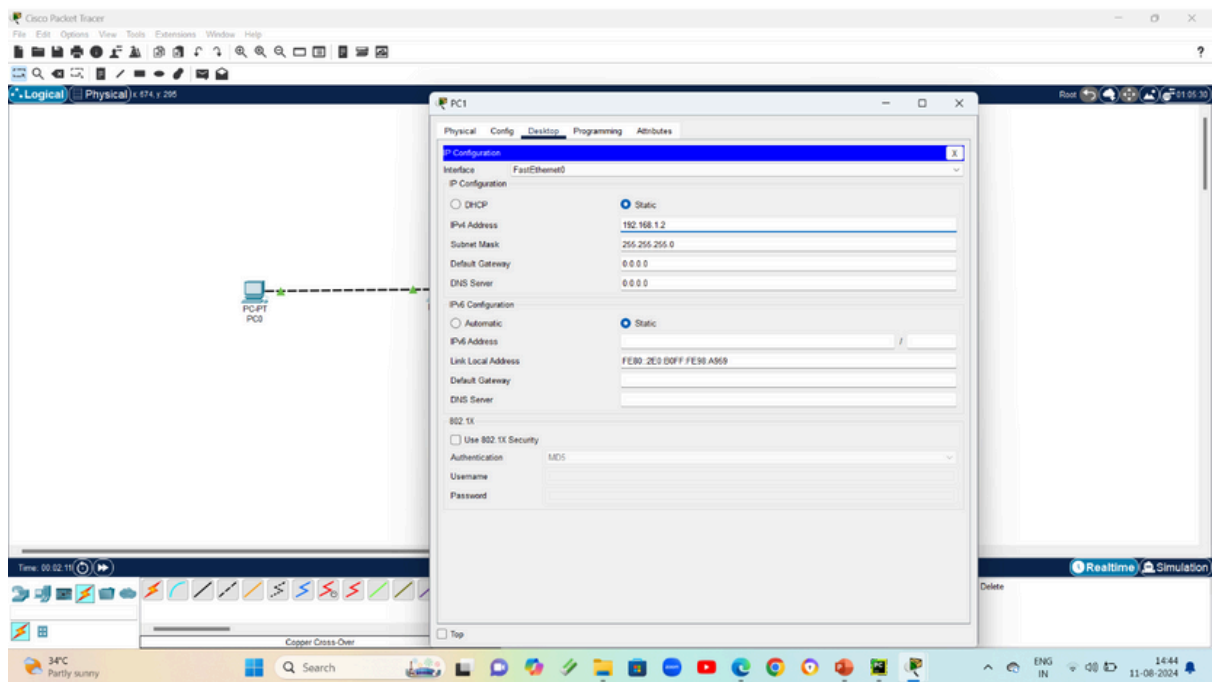 Cisco Packet Tracer
File Edit Options View Tools Extensions Window Help
?
Logical Physical x: 674, y: 295
Root 01:05:30
PC1
Physical Config Desktop Programming Attributes
IP Configuration X
Interface FastEthernet0
IP Configuration
DHCP Static
IPv4 Address 192.168.1.2
Subnet Mask 255.255.255.0
Default Gateway 0.0.0.0
DNS Server 0.0.0.0
IPv6 Configuration
Automatic Static
IPv6 Address /
Link Local Address FE80::2E0:B0FF:FE98:A969
Default Gateway
DNS Server
802.1X
Use 802.1X Security
Authentication MD5
Username
Password
Top
PC-PT
PC0
Time: 00:02:11
Realtime Simulation
Delete
Copper Cross-Over
34°C
Partly sunny
Search
ENG
IN
14:44
11-08-2024